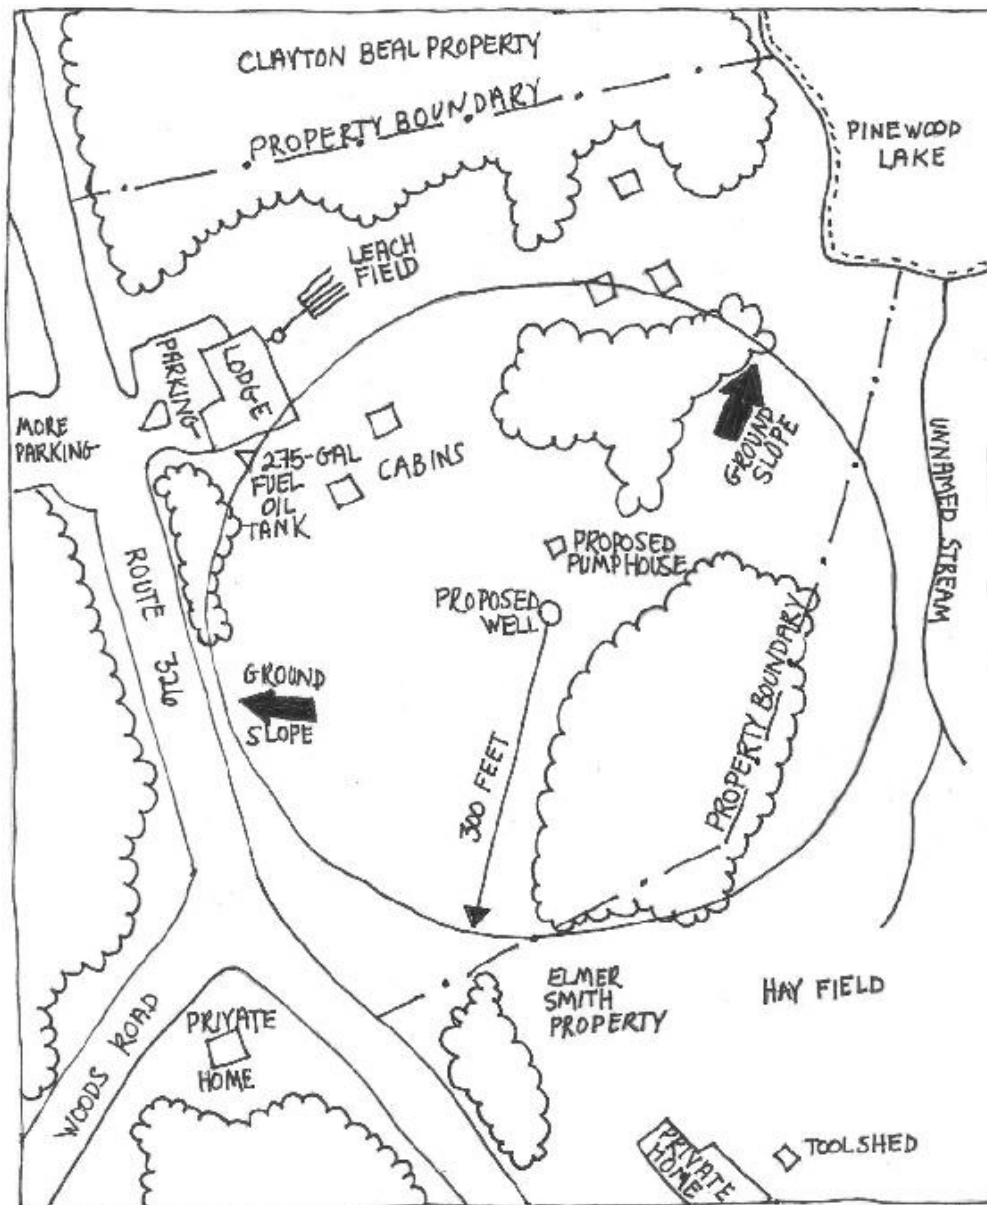 CLAYTON BEAL PROPERTY
PROPERTY BOUNDARY
PINEWOOD
LAKE
LEACH
FIELD
PARKING
LODGE
MORE
PARKING
275-GAL
FUEL
OIL
TANK
CABINS
GROUND
SLOPE
UNNAMED STREAM
PROPOSED
PUMPHOUSE
PROPOSED
WELL
ROUTE 326
GROUND
SLOPE
300 FEET
PROPERTY BOUNDARY
ELMER
SMITH
PROPERTY
HAY FIELD
WOODS ROAD
PRIVATE
HOME
PRIVATE
HOME
TOOLSHED